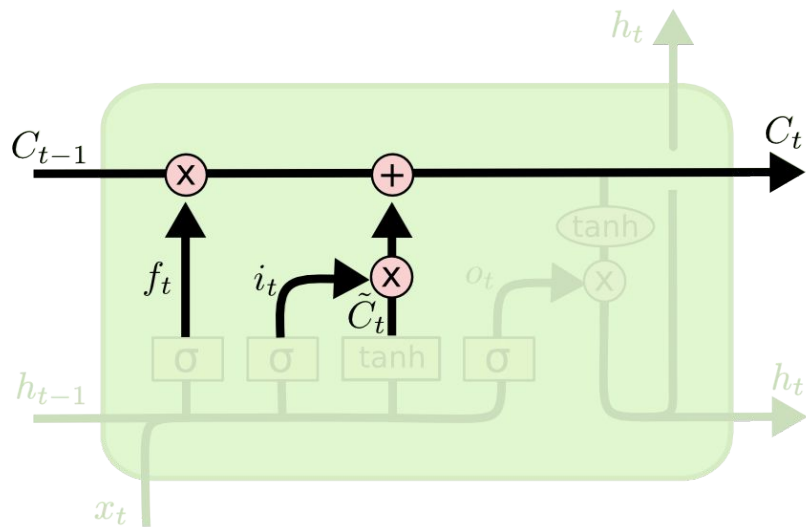 h_t
C_{t-1}
C_t
x
+
tanh
f_t
i_t
x
o_t
x
\tilde{C}_t
σ
σ
tanh
σ
h_{t-1}
h_t
x_t